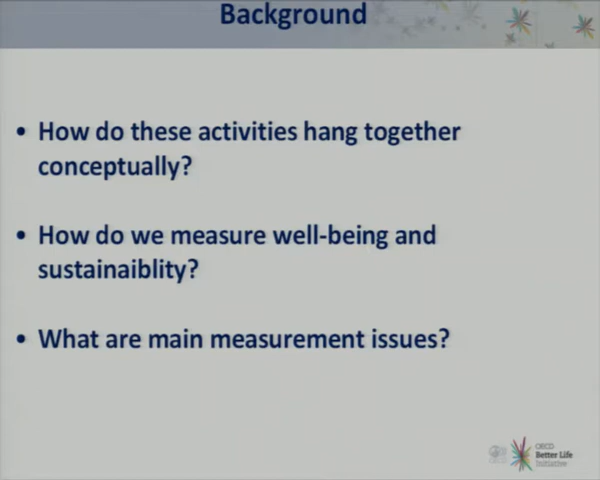 Background
• How do these activities hang together
conceptually?
• How do we measure well-being and
sustainaiblity?
• What are main measurement issues?
OECD
Better Life
Initiative